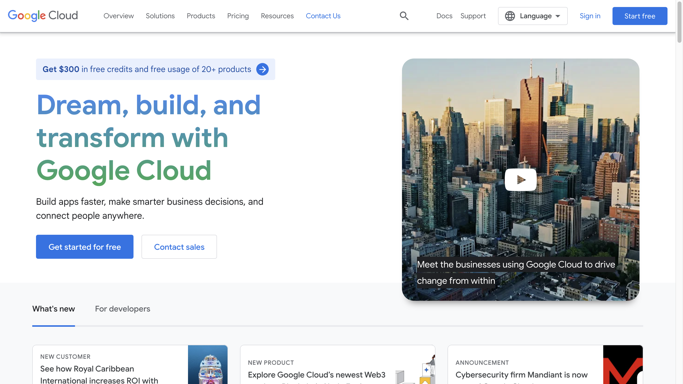 Google Cloud
Overview
Solutions
Products
Pricing
Resources
Contact Us
Docs
Support
Language
Sign in
Start free
Get $300 in free credits and free usage of 20+ products
Dream, build, and
transform with
Google Cloud
Build apps faster, make smarter business decisions, and
connect people anywhere.
Get started for free
Contact sales
Meet the businesses using Google Cloud to drive
change from within
What's new
For developers
NEW CUSTOMER
See how Royal Caribbean
International increases ROI with
NEW PRODUCT
Explore Google Cloud's newest Web3
ANNOUNCEMENT
Cybersecurity firm Mandiant is now